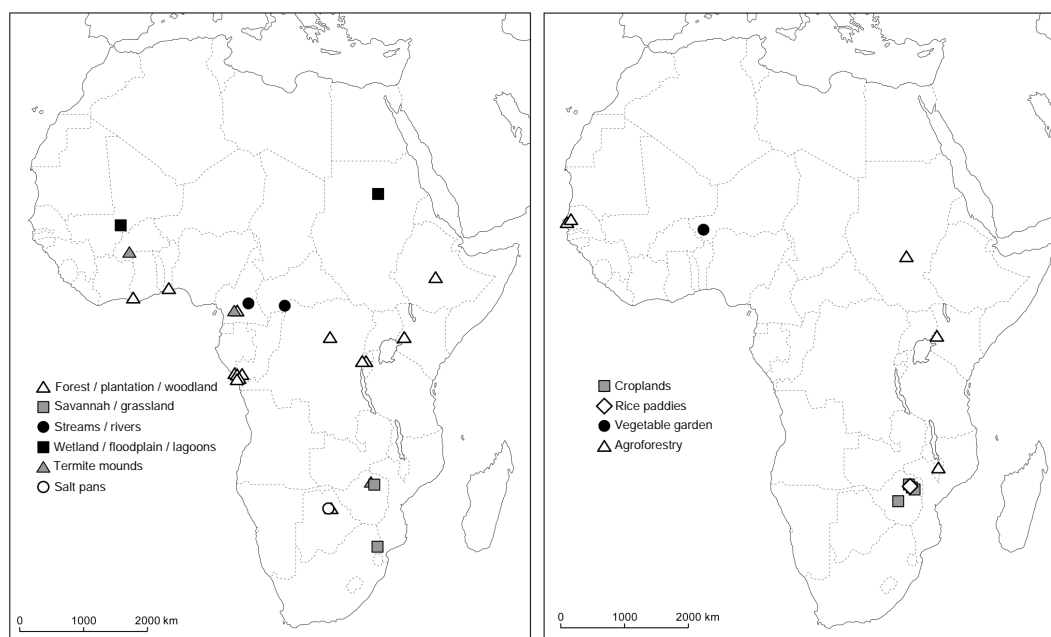 Forest / plantation / woodland
Savannah / grassland
Streams / rivers
Wetland / floodplain / lagoons
Termite mounds
Salt pans
0 1000 2000 km
Croplands
Rice paddies
Vegetable garden
Agroforestry
0 1000 2000 km